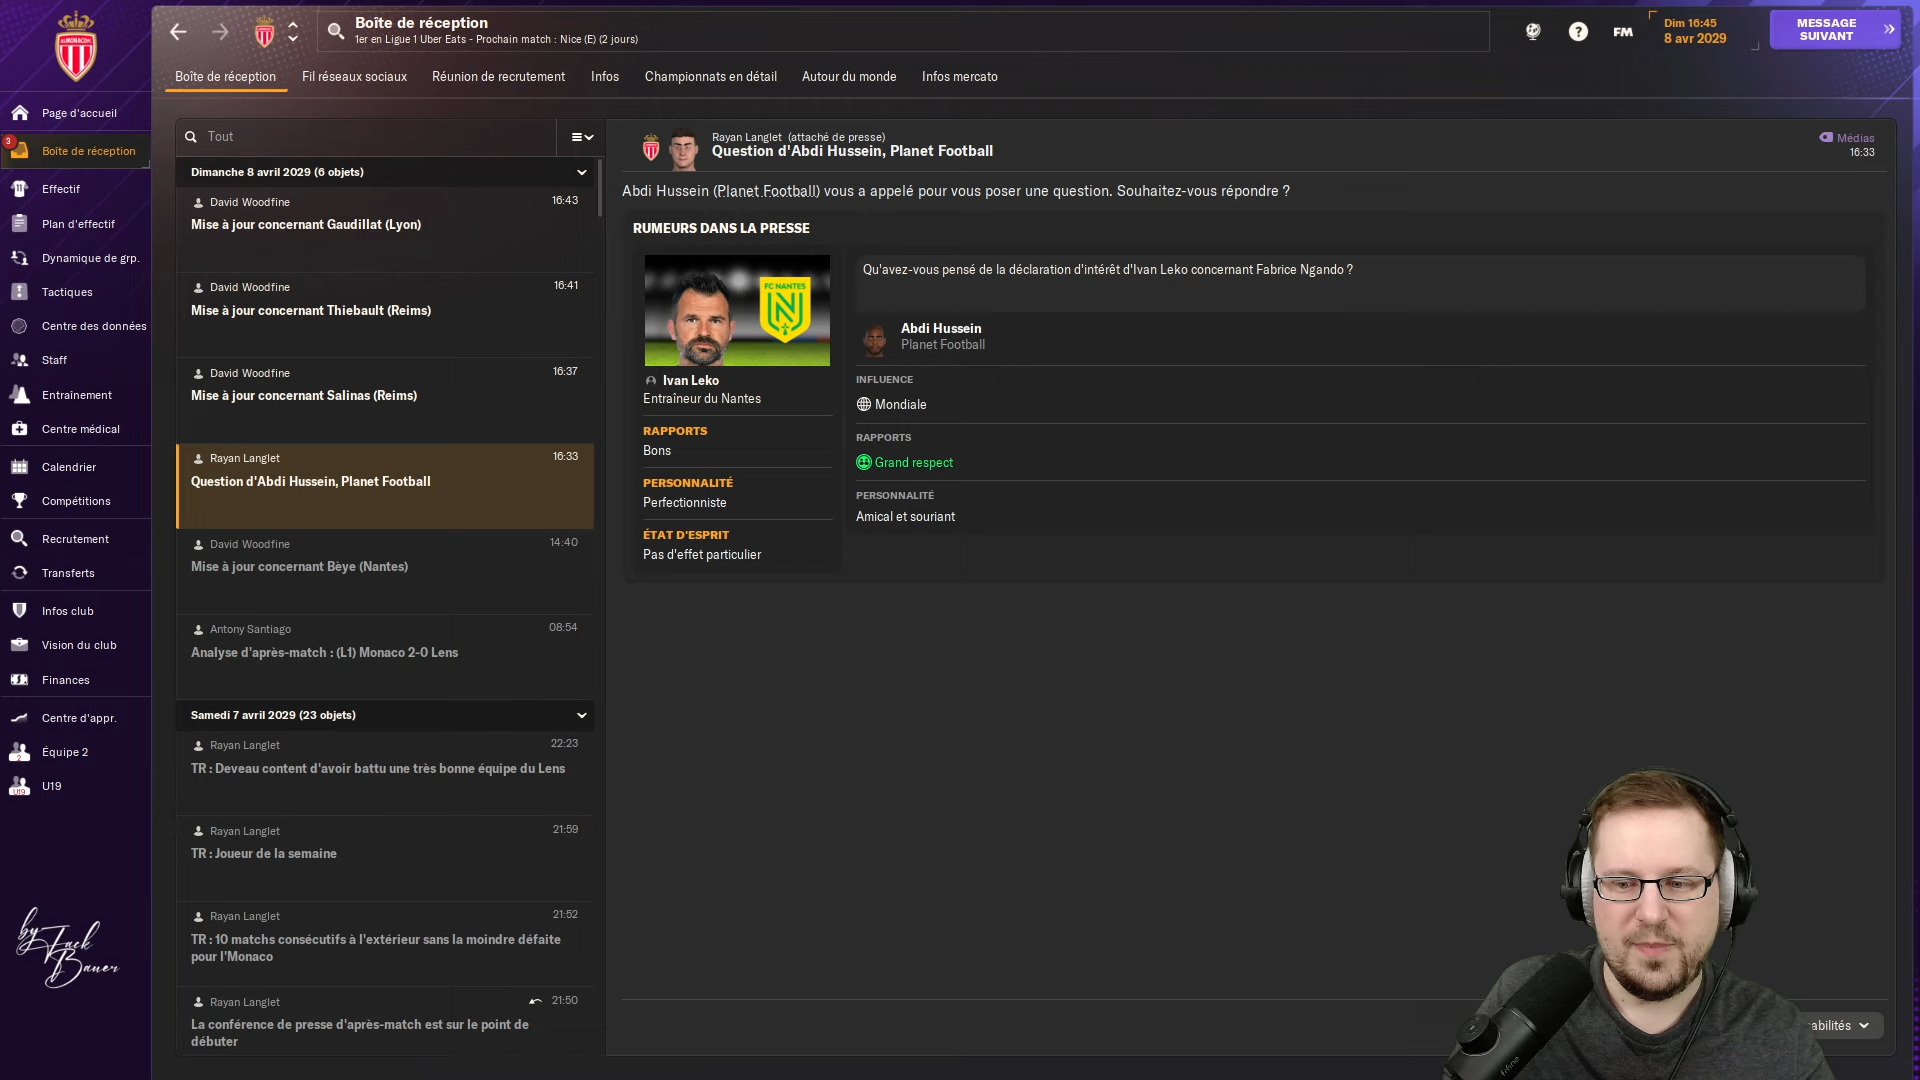 Boîte de réception
1er en Ligue 1 Uber Eats - Prochain match : Nice (E) (2 jours)
FM
Dim 16:45
8 avr 2029
MESSAGE
SUIVANT
Boîte de réception
Fil réseaux sociaux
Réunion de recrutement
Infos
Championnats en détail
Autour du monde
Infos mercato
Page d'accueil
3
Boîte de réception
Effectif
Plan d'effectif
Dynamique de grp.
Tactiques
Centre des données
Staff
Entraînement
Centre médical
Calendrier
Compétitions
Recrutement
Transferts
Infos club
Vision du club
Finances
Centre d'appr.
Équipe 2
U19
by Jack
Bauer
Tout
Dimanche 8 avril 2029 (6 objets)
David Woodfine 16:43
Mise à jour concernant Gaudillat (Lyon)
David Woodfine 16:41
Mise à jour concernant Thiebault (Reims)
David Woodfine 16:37
Mise à jour concernant Salinas (Reims)
Rayan Langlet 16:33
Question d'Abdi Hussein, Planet Football
David Woodfine 14:40
Mise à jour concernant Bèye (Nantes)
Antony Santiago 08:54
Analyse d'après-match : (L1) Monaco 2-0 Lens
Samedi 7 avril 2029 (23 objets)
Rayan Langlet 22:23
TR : Deveau content d'avoir battu une très bonne équipe du Lens
Rayan Langlet 21:59
TR : Joueur de la semaine
Rayan Langlet 21:52
TR : 10 matchs consécutifs à l'extérieur sans la moindre défaite
pour l'Monaco
Rayan Langlet 21:50
La conférence de presse d'après-match est sur le point de
débuter
Rayan Langlet (attaché de presse)
Question d'Abdi Hussein, Planet Football
Médias
16:33
Abdi Hussein (Planet Football) vous a appelé pour vous poser une question. Souhaitez-vous répondre ?
RUMEURS DANS LA PRESSE
FC NANTES
Ivan Leko
Entraîneur du Nantes
RAPPORTS
Bons
PERSONNALITÉ
Perfectionniste
ÉTAT D'ESPRIT
Pas d'effet particulier
Qu'avez-vous pensé de la déclaration d'intérêt d'Ivan Leko concernant Fabrice Ngando ?
Abdi Hussein
Planet Football
INFLUENCE
Mondiale
RAPPORTS
Grand respect
PERSONNALITÉ
Amical et souriant
abilités
fifine